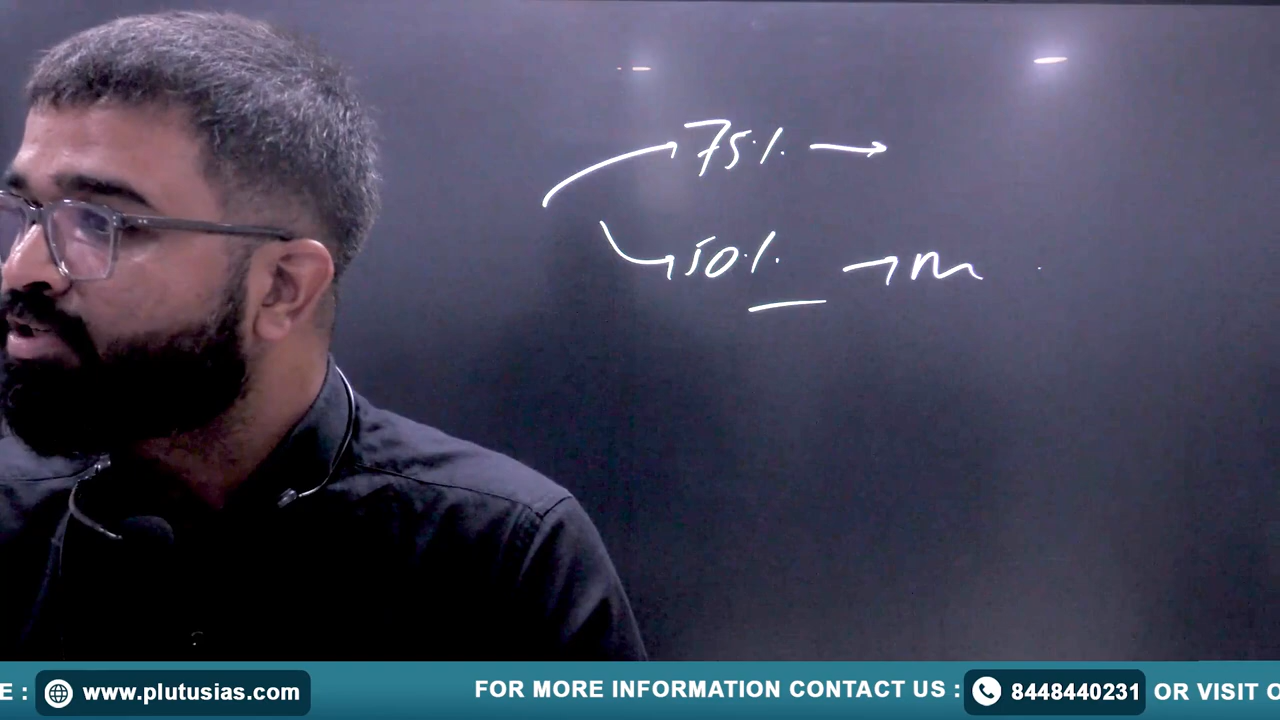 75%
50% → m
E :
www.plutusias.com
FOR MORE INFORMATION CONTACT US :
8448440231
OR VISIT O